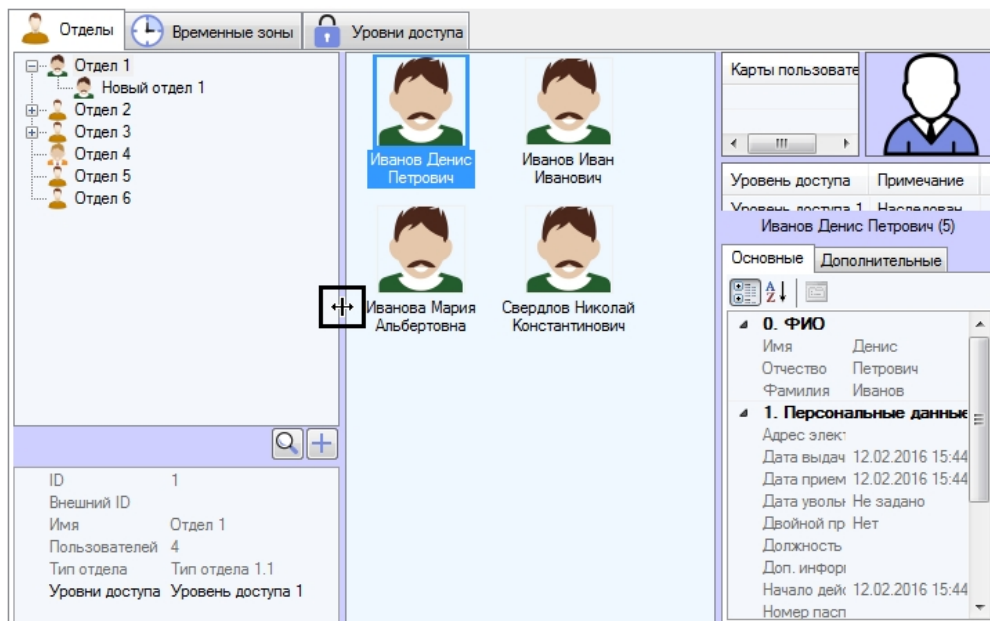 Отделы Временные зоны Уровни доступа
Отдел 1
Новый отдел 1
Отдел 2
Отдел 3
Отдел 4
Отдел 5
Отдел 6
ID 1
Внешний ID
Имя Отдел 1
Пользователей 4
Тип отдела Тип отдела 1.1
Уровни доступа Уровень доступа 1
Иванов Денис
Петрович
Иванов Иван
Иванович
Иванова Мария
Альбертовна
Свердлов Николай
Константинович
Карты пользовате
Уровень доступа Примечание
Уровень доступа 1 Наследован
Иванов Денис Петрович (5)
Основные Дополнительные
0. ФИО
Имя Денис
Отчество Петрович
Фамилия Иванов
1. Персональные данные
Адрес элект
Дата выдач 12.02.2016 15:44
Дата прием 12.02.2016 15:44
Дата уволь Не задано
Двойной пр Нет
Должность
Доп. инфор
Начало дейс 12.02.2016 15:44
Номер пасп